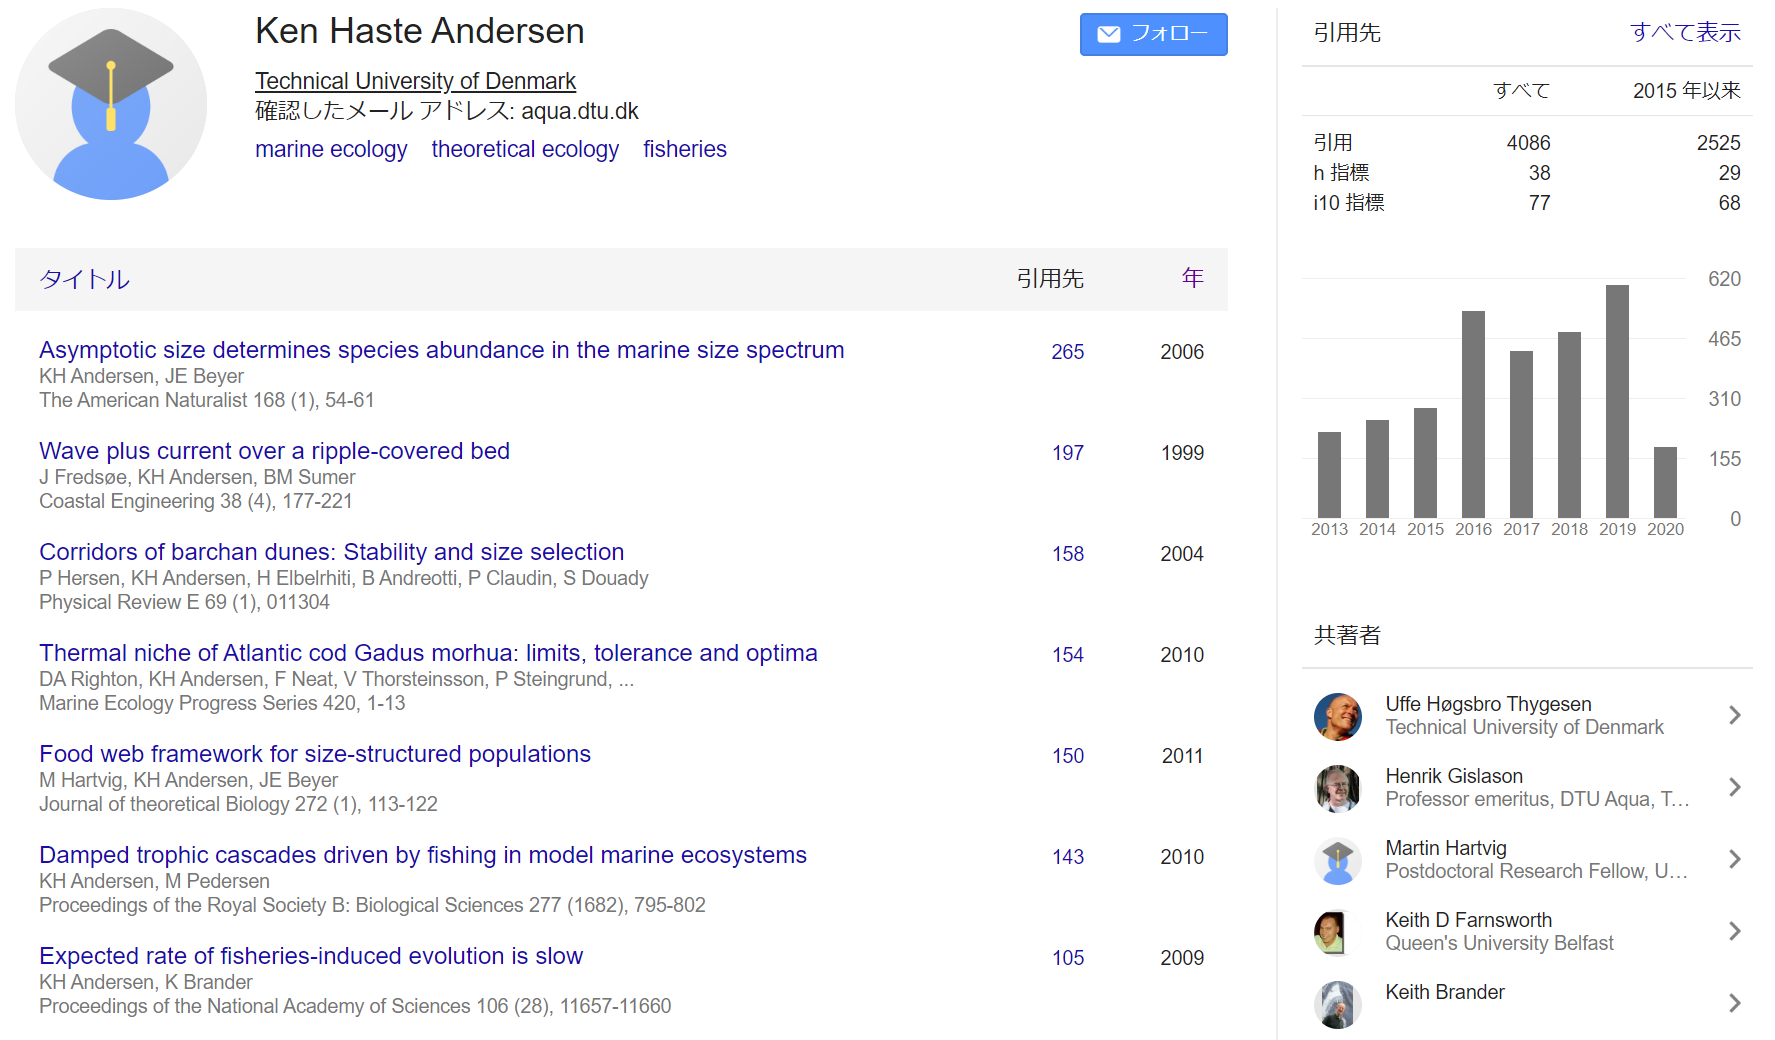 Ken Haste Andersen
フォロー
Technical University of Denmark
確認したメール アドレス: aqua.dtu.dk
marine ecology theoretical ecology fisheries
タイトル 引用先 年
Asymptotic size determines species abundance in the marine size spectrum 265 2006
KH Andersen, JE Beyer
The American Naturalist 168 (1), 54-61
Wave plus current over a ripple-covered bed 197 1999
J Fredsøe, KH Andersen, BM Sumer
Coastal Engineering 38 (4), 177-221
Corridors of barchan dunes: Stability and size selection 158 2004
P Hersen, KH Andersen, H Elbelrhiti, B Andreotti, P Claudin, S Douady
Physical Review E 69 (1), 011304
Thermal niche of Atlantic cod Gadus morhua: limits, tolerance and optima 154 2010
DA Righton, KH Andersen, F Neat, V Thorsteinsson, P Steingrund, ...
Marine Ecology Progress Series 420, 1-13
Food web framework for size-structured populations 150 2011
M Hartvig, KH Andersen, JE Beyer
Journal of theoretical Biology 272 (1), 113-122
Damped trophic cascades driven by fishing in model marine ecosystems 143 2010
KH Andersen, M Pedersen
Proceedings of the Royal Society B: Biological Sciences 277 (1682), 795-802
Expected rate of fisheries-induced evolution is slow 105 2009
KH Andersen, K Brander
Proceedings of the National Academy of Sciences 106 (28), 11657-11660
引用先 すべて表示
すべて 2015 年以来
引用 4086 2525
h 指標 38 29
i10 指標 77 68
620
465
310
155
0
2013 2014 2015 2016 2017 2018 2019 2020
共著者
Uffe Høgsbro Thygesen
Technical University of Denmark
Henrik Gislason
Professor emeritus, DTU Aqua, T…
Martin Hartvig
Postdoctoral Research Fellow, U…
Keith D Farnsworth
Queen's University Belfast
Keith Brander